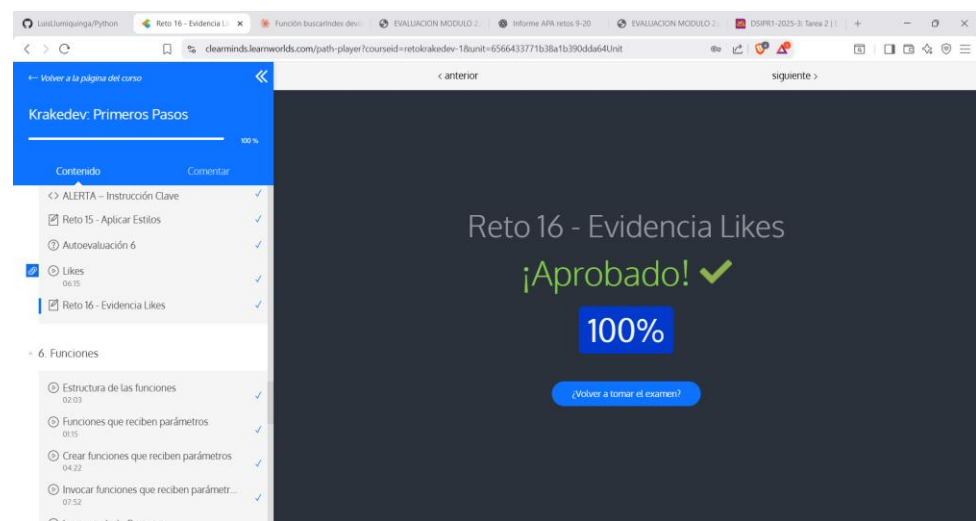 LuisJumiquinga/Python
Reto 16 - Evidencia Li
Función buscarIndex dev
EVALUACION MODULO 2
Informe APA retos 9-20
EVALUACION MODULO 2
DSIPR1-2025-3: Tarea 2 |
clearminds.learnworlds.com/path-player?courseid=retokrakedev-1&unit=6566433771b38a1b390dda64Unit
← Volver a la página del curso
< anterior
siguiente >
Krakedev: Primeros Pasos
100 %
Contenido
Comentar
<> ALERTA – Instrucción Clave
Reto 15 - Aplicar Estilos
Autoevaluación 6
Likes
06:15
Reto 16 - Evidencia Likes
6. Funciones
Estructura de las funciones
02:03
Funciones que reciben parámetros
01:15
Crear funciones que reciben parámetros
04:22
Invocar funciones que reciben parámetr...
07:52
Reto 16 - Evidencia Likes
¡Aprobado!
100%
¿Volver a tomar el examen?